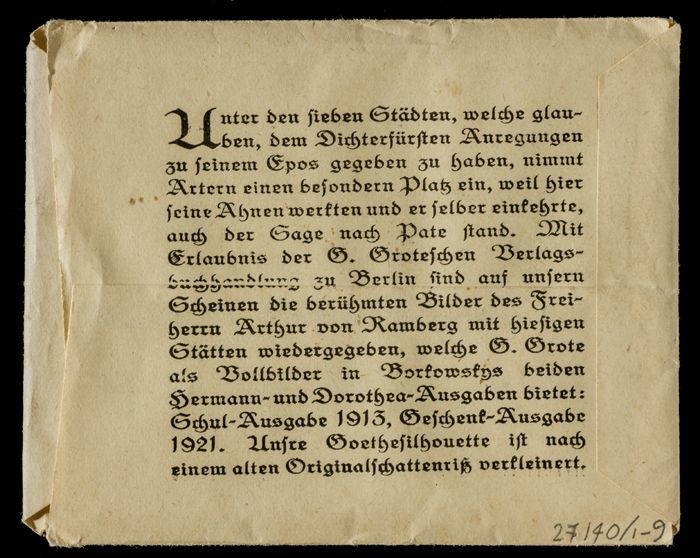 Unter den sieben Städten, welche glau-
ben, dem Dichterfürsten Anregungen
zu seinem Epos gegeben zu haben, nimmt
Artern einen besondern Platz ein, weil hier
seine Ahnen werkten und er selber einkehrte,
auch der Sage nach Pate stand. Mit
Erlaubnis der G. Groteschen Verlags-
buchhandlung zu Berlin sind auf unsern
Scheinen die berühmten Bilder des Frei-
herrn Arthur von Ramberg mit hiesigen
Stätten wiedergegeben, welche G. Grote
als Vollbilder in Borkowskys beiden
Hermann- und Dorothea-Ausgaben bietet:
Schul-Ausgabe 1913, Geschenk-Ausgabe
1921. Unsre Goethesilhouette ist nach
einem alten Originalschattenriß verkleinert.
27140/1-9